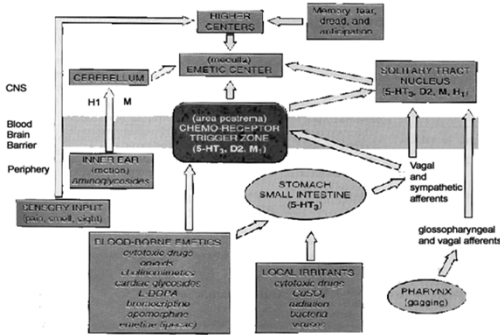 HIGHER
CENTERS
Memory, fear,
dread, and
anticipation
(medulla)
EMETIC CENTER
CEREBELLUM
SOLITARY TRACT
NUCLEUS
(5-HT3, D2, M, H1)
CNS
H1 M
Blood
Brain
Barrier
(area postrema)
CHEMO-RECEPTOR
TRIGGER ZONE
(5-HT3, D2, M1)
Periphery
INNER EAR
(motion)
aminoglycosides
Vagal
and
sympathetic
afferents
STOMACH
SMALL INTESTINE
(5-HT3)
SENSORY INPUT
(pain, smell, sight)
glossopharyngeal
and vagal afferents
BLOOD-BORNE EMETICS
cytotoxic drugs
opioids
cholinomimetics
cardiac glycosides
L-DOPA
bromocriptine
apomorphine
emetine (ipecac)
LOCAL IRRITANTS
cytotoxic drugs
CuSO4
radiation
bacteria
viruses
PHARYNX
(gagging)